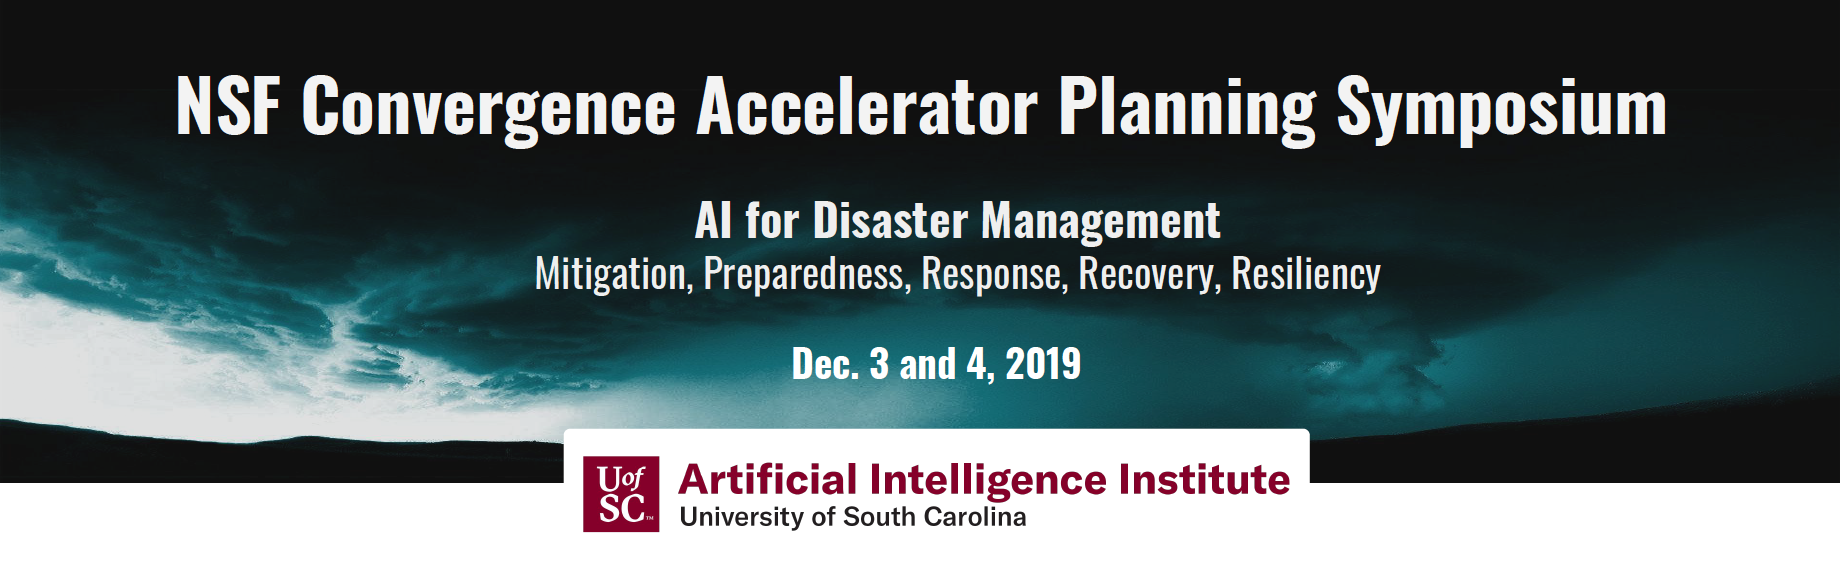 NSF Convergence Accelerator Planning Symposium
AI for Disaster Management
Mitigation, Preparedness, Response, Recovery, Resiliency
Dec. 3 and 4, 2019
UofSC™
Artificial Intelligence Institute
University of South Carolina